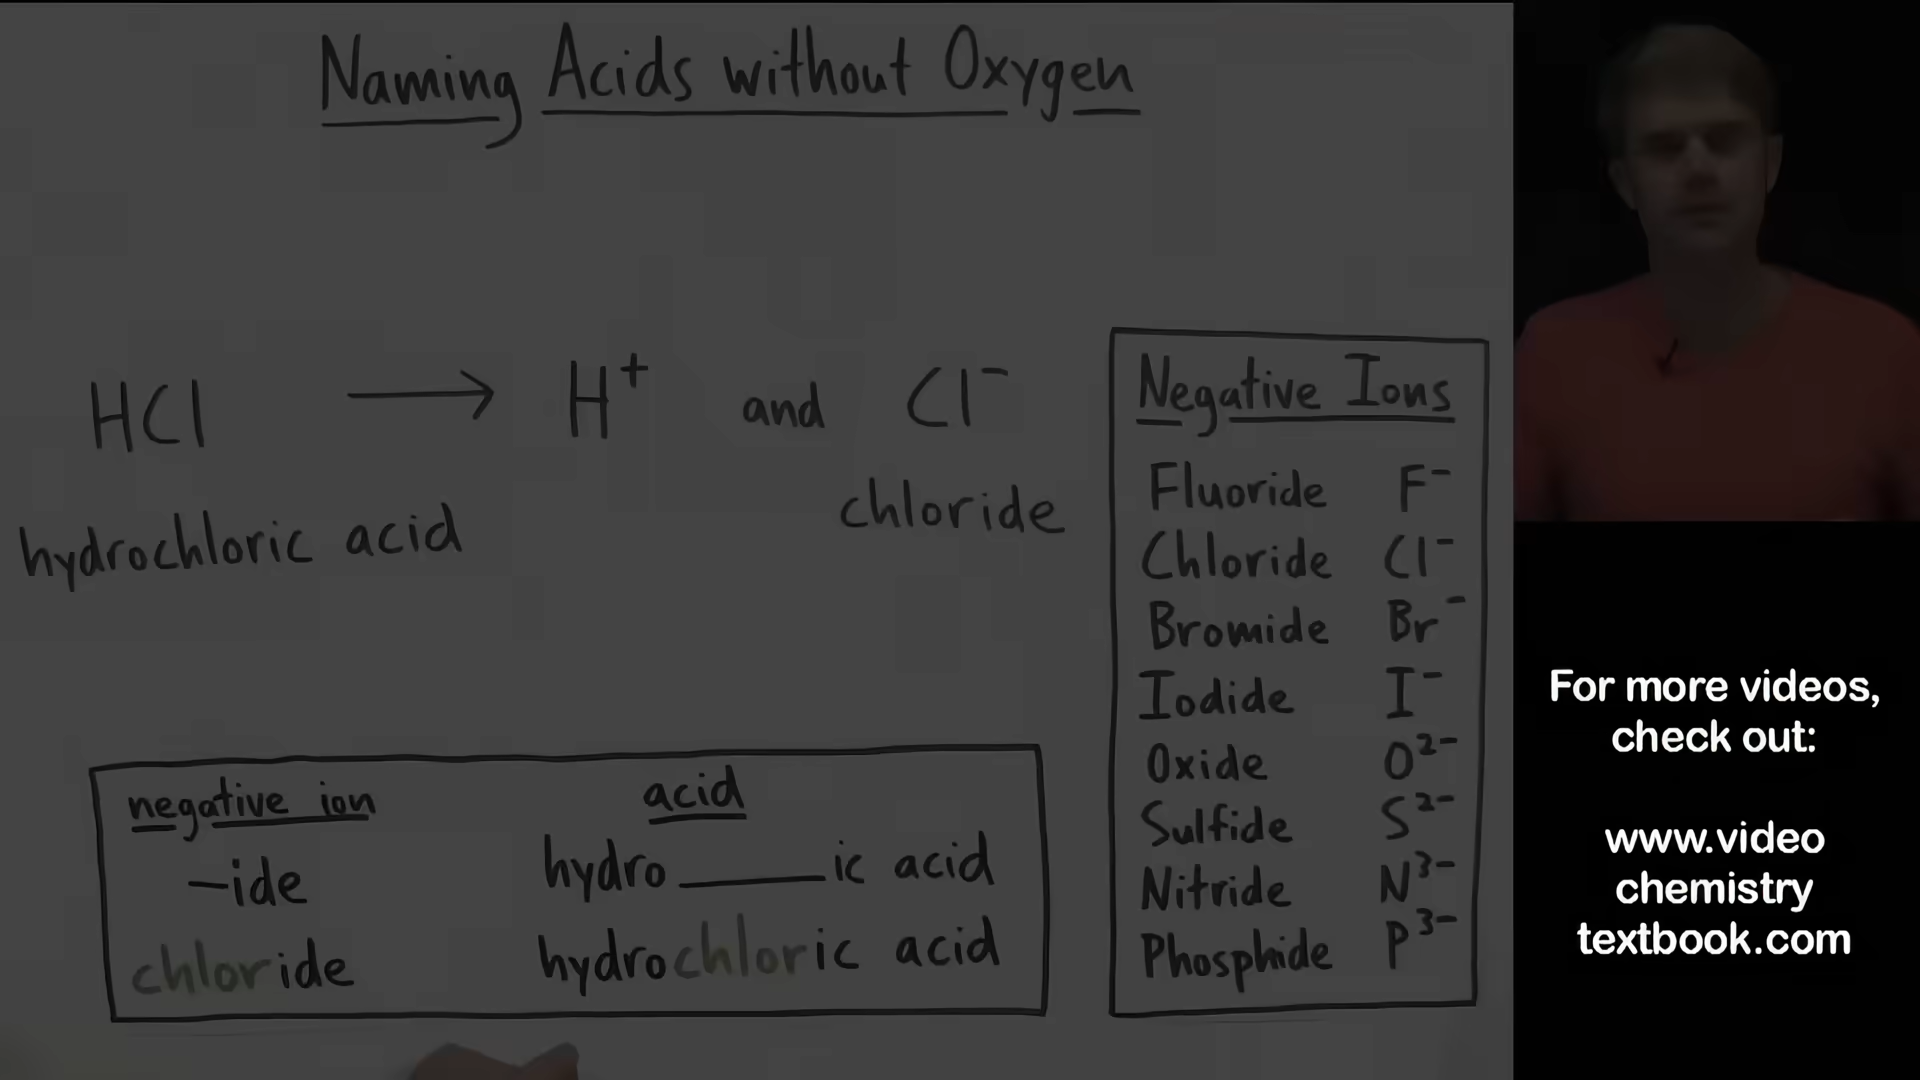 Naming Acids without Oxygen
HCl → H⁺ and Cl⁻
hydrochloric acid
chloride
negative ion acid
-ide hydro ______ ic acid
chloride hydrochloric acid
Negative Ions
Fluoride F⁻
Chloride Cl⁻
Bromide Br⁻
Iodide I⁻
Oxide O²⁻
Sulfide S²⁻
Nitride N³⁻
Phosphide P³⁻
For more videos,
check out:
www.video
chemistry
textbook.com